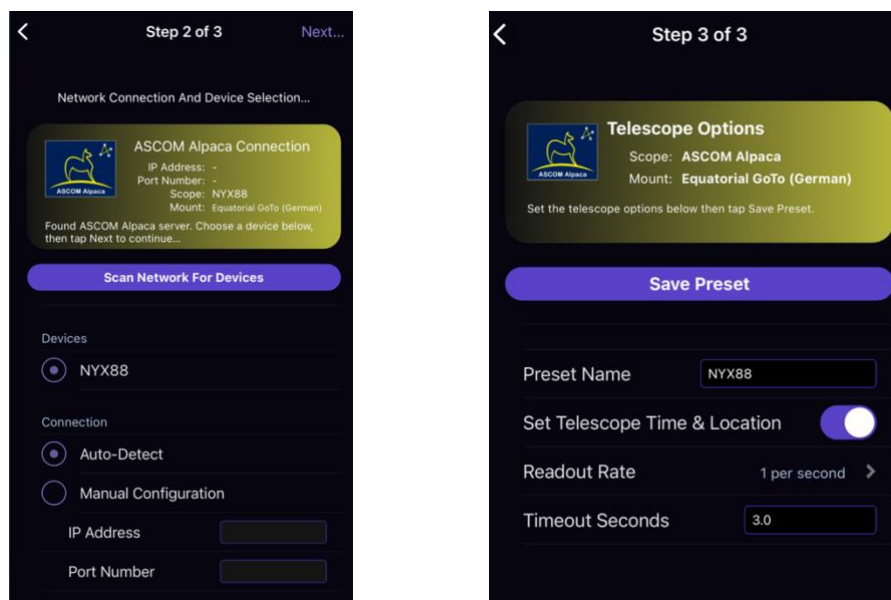 Step 2 of 3
Next...
Network Connection And Device Selection...
ASCOM Alpaca
ASCOM Alpaca Connection
IP Address: -
Port Number: -
Scope: NYX88
Mount: Equatorial GoTo (German)
Found ASCOM Alpaca server. Choose a device below,
then tap Next to continue...
Scan Network For Devices
Devices
NYX88
Connection
Auto-Detect
Manual Configuration
IP Address
Port Number
Step 3 of 3
ASCOM Alpaca
Telescope Options
Scope: ASCOM Alpaca
Mount: Equatorial GoTo (German)
Set the telescope options below then tap Save Preset.
Save Preset
Preset Name NYX88
Set Telescope Time & Location
Readout Rate 1 per second
Timeout Seconds 3.0